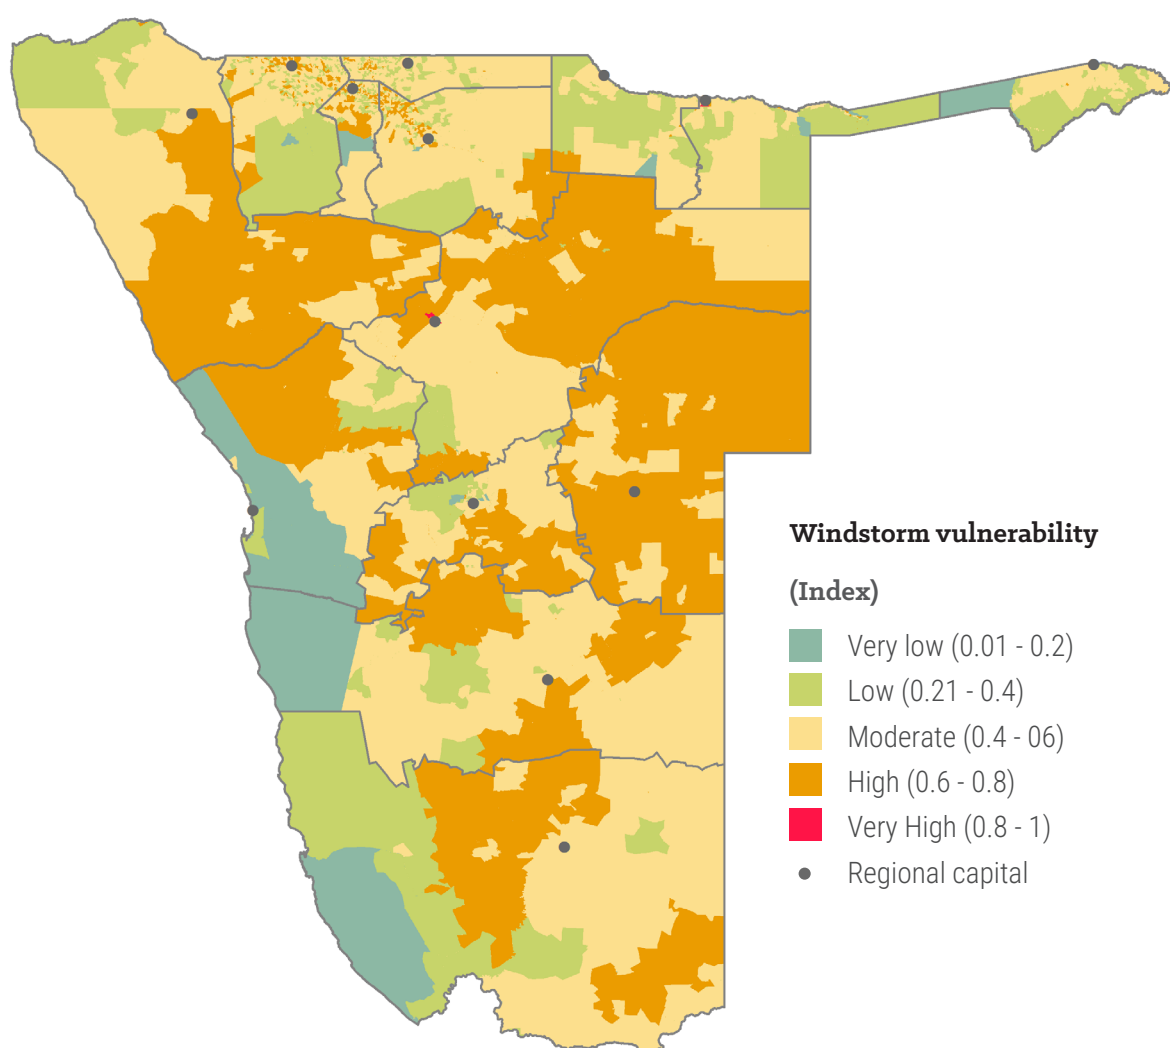 Windstorm vulnerability
(Index)
Very low (0.01 - 0.2)
Low (0.21 - 0.4)
Moderate (0.4 - 06)
High (0.6 - 0.8)
Very High (0.8 - 1)
Regional capital